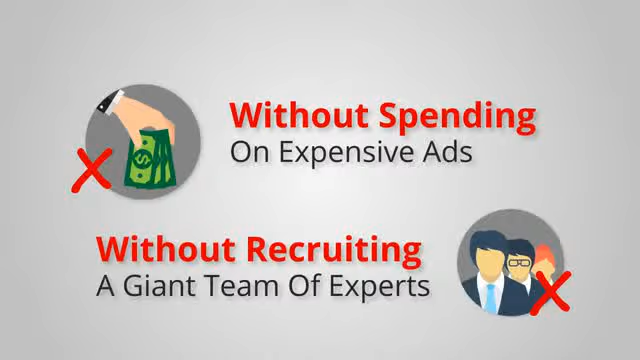 Without Spending
On Expensive Ads
$
Without Recruiting
A Giant Team Of Experts